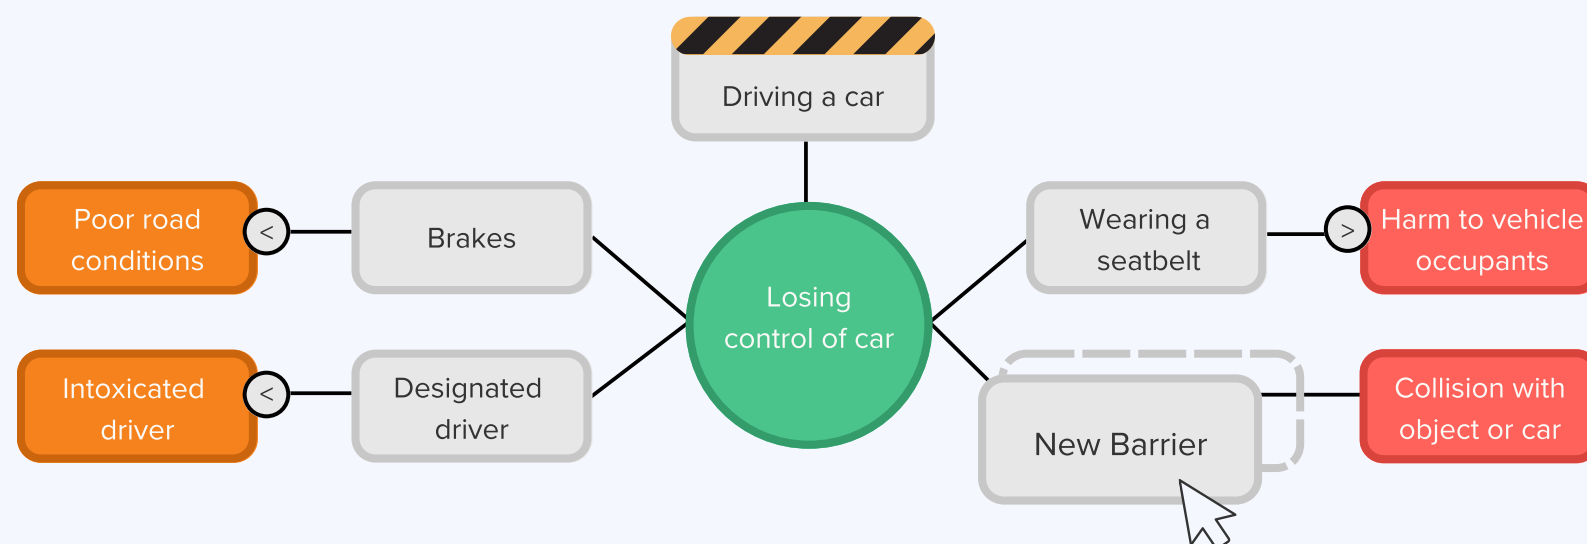 Driving a car
Poor road
conditions
<
Brakes
Wearing a
seatbelt
>
Harm to vehicle
occupants
Losing
control of car
Intoxicated
driver
<
Designated
driver
New Barrier
Collision with
object or car